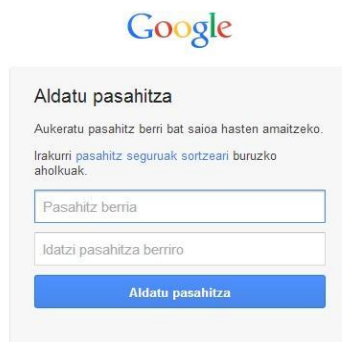 Google
Aldatu pasahitza
Aukeratu pasahitz berri bat saioa hasten amaitzeko.
Irakurri pasahitz seguruak sortzeari buruzko
aholkuak.
Pasahitz berria
Idatzi pasahitza berriro
Aldatu pasahitza